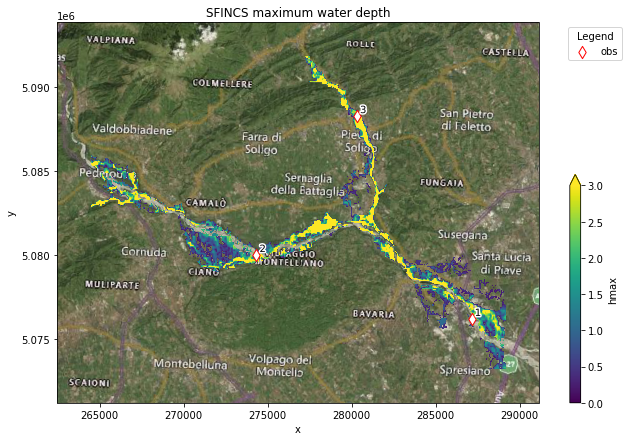 SFINCS maximum water depth
1e6
Legend
obs
VALPIANA
ROLLE
CASTELLA
COLMELLERE
5.090
3
San Pietro
di Feletto
Valdobbiadene
Farra di
Soligo
Pieve di
Soligo
5.085
Sernaglia
della Battaglia
FUNGAIA
CAMALÒ
3.0
2.5
2.0
1.5
1.0
0.5
0.0
hmax
y
Susegana
Santa Lucia
di Piave
Cornuda
2
5.080
CIANO
MONTELL'ANO
MULIPARTE
BAVARIA
1
5.075
Montebelluna
Volpago del
Montello
27
Spresiano
SCAIONI
265000 270000 275000 280000 285000 290000
x